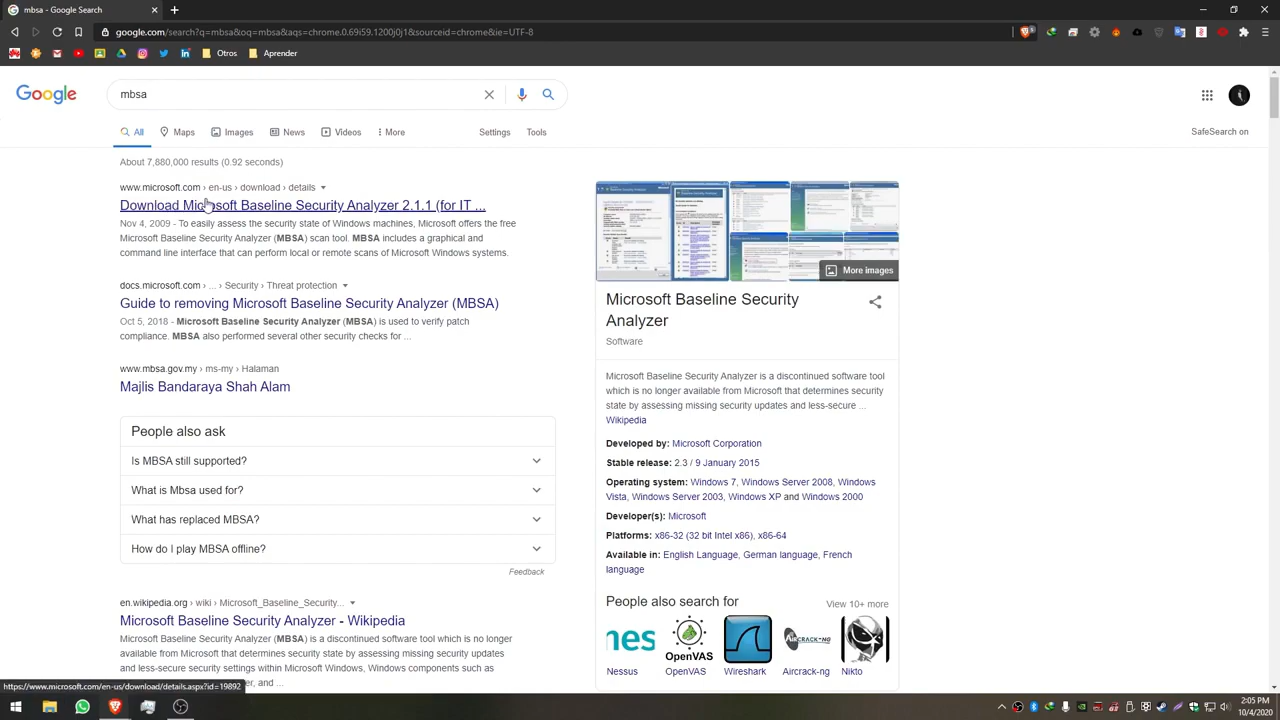 mbsa - Google Search
google.com/search?q=mbsa&oq=mbsa&aqs=chrome.0.69i59.1200j0j1&sourceid=chrome&ie=UTF-8
Otros
Aprender
Google
mbsa
All
Maps
Images
News
Videos
More
Settings
Tools
SafeSearch on
About 7,880,000 results (0.92 seconds)
www.microsoft.com › en-us › download › details
Download Microsoft Baseline Security Analyzer 2.1.1 (for IT ...
Nov 4, 2009 - To easily assess the security state of Windows machines, Microsoft offers the free
Microsoft Baseline Security Analyzer (MBSA) scan tool. MBSA includes a graphical and
command line interface that can perform local or remote scans of Microsoft Windows systems.
docs.microsoft.com › ... › Security › Threat protection
Guide to removing Microsoft Baseline Security Analyzer (MBSA)
Oct 5, 2018 - Microsoft Baseline Security Analyzer (MBSA) is used to verify patch
compliance. MBSA also performed several other security checks for ...
www.mbsa.gov.my › ms-my › Halaman
Majlis Bandaraya Shah Alam
People also ask
Is MBSA still supported?
What is Mbsa used for?
What has replaced MBSA?
How do I play MBSA offline?
Feedback
en.wikipedia.org › wiki › Microsoft_Baseline_Security...
Microsoft Baseline Security Analyzer - Wikipedia
Microsoft Baseline Security Analyzer (MBSA) is a discontinued software tool which is no longer
available from Microsoft that determines security state by assessing missing security updates
and less-secure security settings within Microsoft Windows, Windows components such as
er, and ...
https://www.microsoft.com/en-us/download/details.aspx?id=19892
More images
Microsoft Baseline Security
Analyzer
Software
Microsoft Baseline Security Analyzer is a discontinued software tool
which is no longer available from Microsoft that determines security
state by assessing missing security updates and less-secure ...
Wikipedia
Developed by: Microsoft Corporation
Stable release: 2.3 / 9 January 2015
Operating system: Windows 7, Windows Server 2008, Windows
Vista, Windows Server 2003, Windows XP and Windows 2000
Developer(s): Microsoft
Platforms: x86-32 (32 bit Intel x86), x86-64
Available in: English Language, German language, French
language
People also search for
View 10+ more
nes
OpenVAS
AIRCRACK-NG
Nessus
OpenVAS
Wireshark
Aircrack-ng
Nikto
2:05 PM
10/4/2020